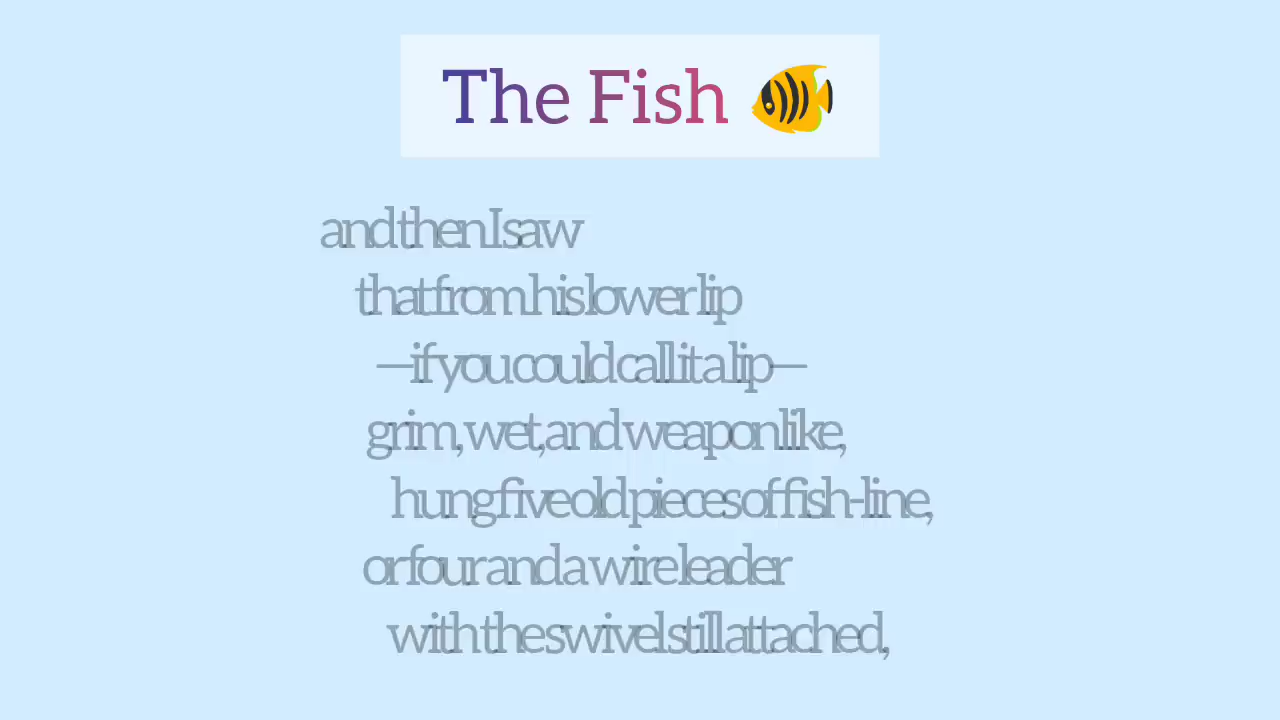 The Fish 🐠
and then I saw
that from his lower lip
—if you could call it a lip—
grim, wet, and weaponlike,
hung five old pieces of fish-line,
or four and a wire leader
with the swivel still attached,